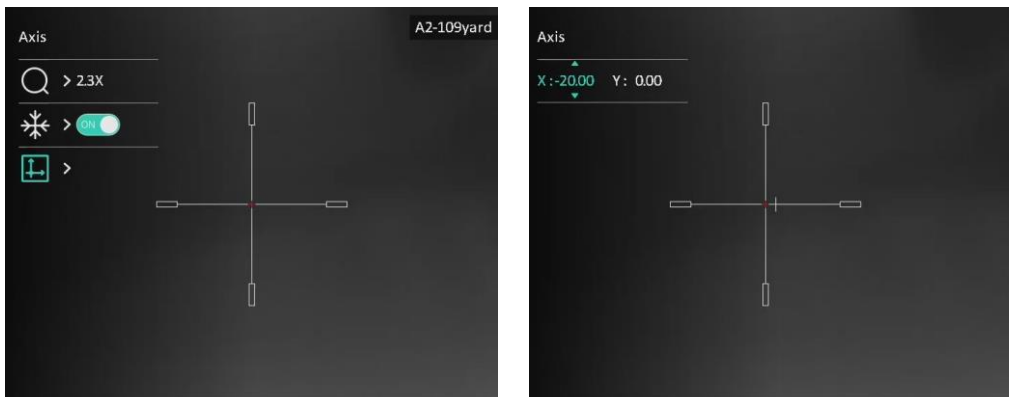 A2-109yard
Axis
> 2.3X
> ON
>
Axis
X :-20.00 Y : 0.00